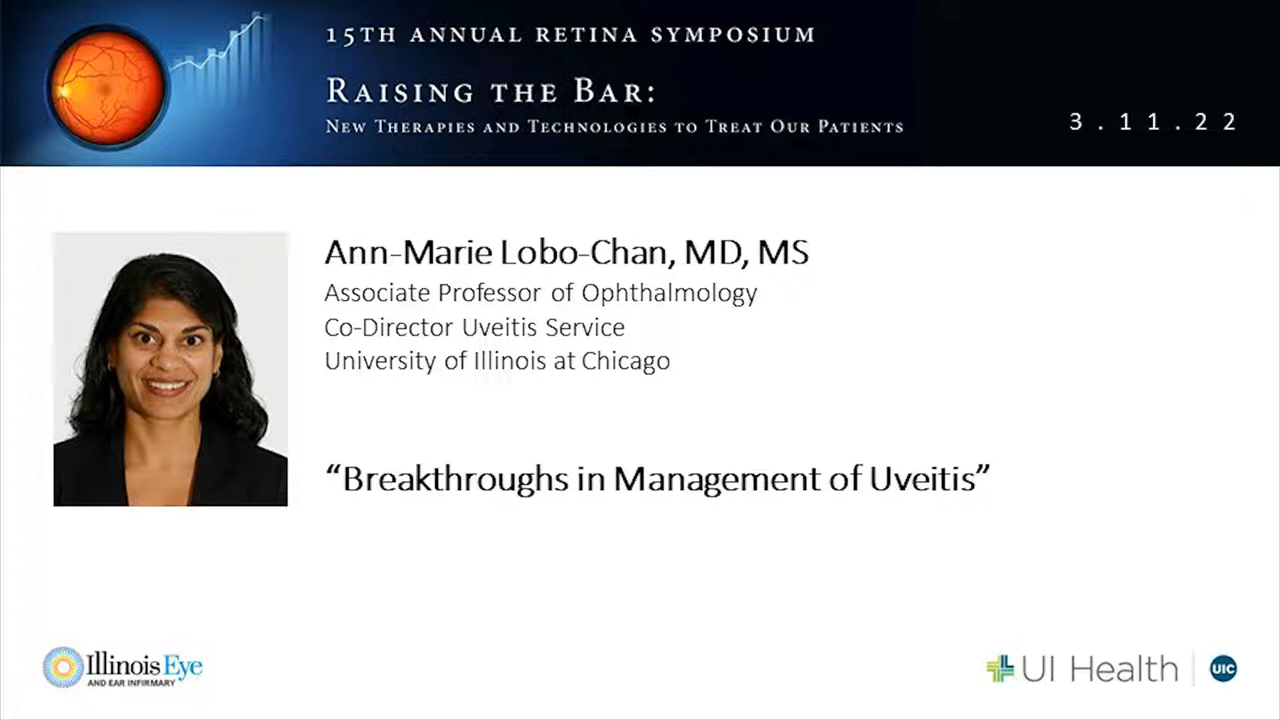 15TH ANNUAL RETINA SYMPOSIUM
RAISING THE BAR:
NEW THERAPIES AND TECHNOLOGIES TO TREAT OUR PATIENTS
3.11.22
Ann-Marie Lobo-Chan, MD, MS
Associate Professor of Ophthalmology
Co-Director Uveitis Service
University of Illinois at Chicago
“Breakthroughs in Management of Uveitis”
Illinois Eye
AND EAR INFIRMARY
UI Health
UIC